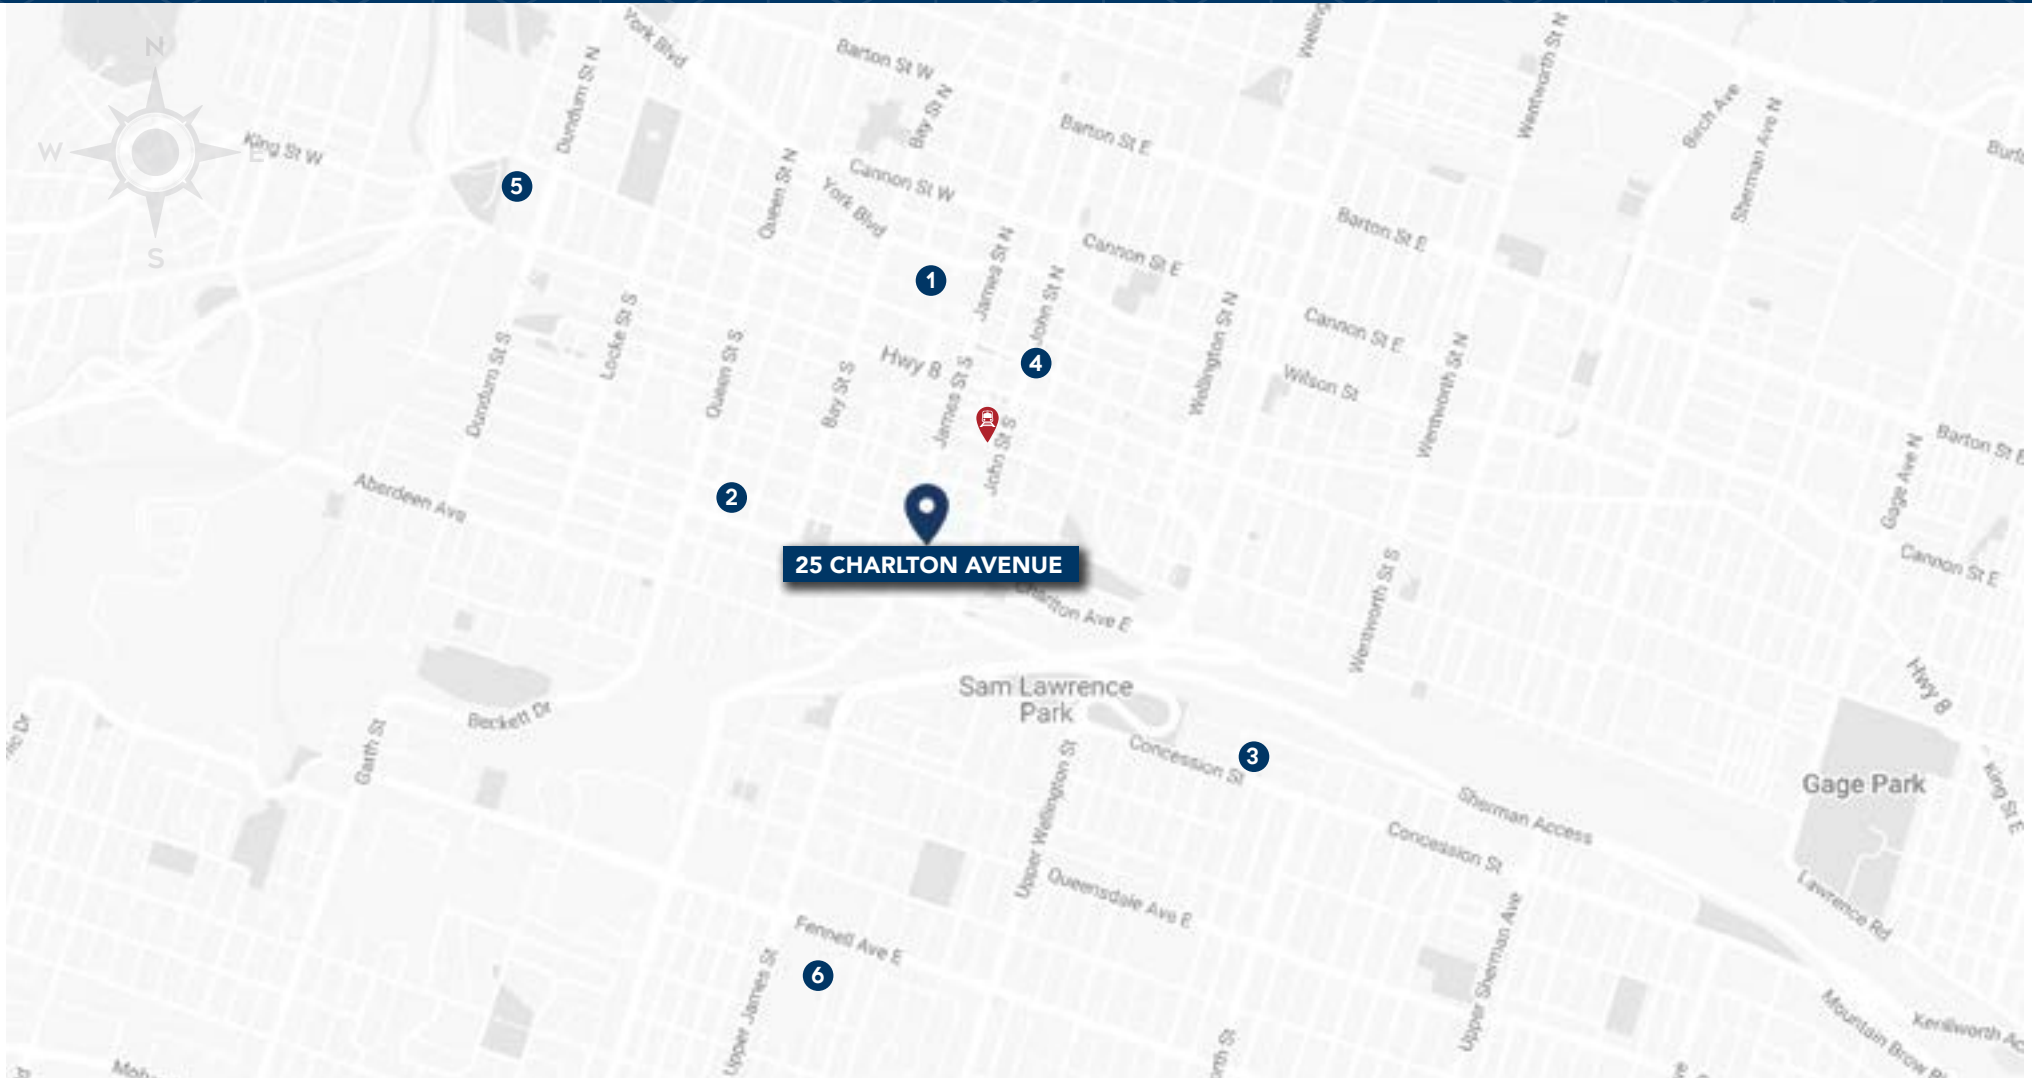 York Blvd
Barton St W
Wentworth St N
N
Dundurn St N
Bay St N
Birch Ave
Sherman Ave N
Barton St E
King St W
W
E
Queen St N
Cannon St W
5
York Blvd
Barton St E
S
James St N
Cannon St E
1
John St N
Locke St S
Wellington St N
Cannon St E
Dundurn St S
Queen St S
Hwy 8
Bay St S
James St S
4
Wilson St
Wentworth St N
John St S
Gage Ave N
Barton St E
Aberdeen Ave
2
25 CHARLTON AVENUE
Cannon St E
Charlton Ave E
Wentworth St S
Hwy 8
Sam Lawrence
Park
Beckett Dr
Garth St
Concession St
3
Upper Wellington St
Gage Park
King St E
Sherman Access
Concession St
Queensdale Ave E
Lawrence Rd
Upper Sherman Ave
Fennell Ave E
6
Upper James St
Mountain Brow
Kenilworth